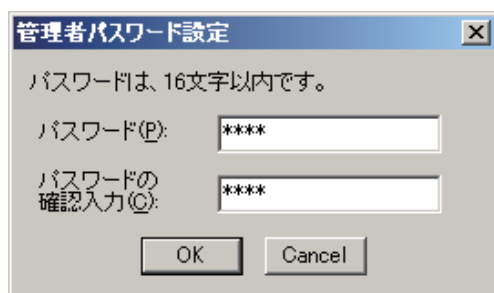 管理者パスワード設定
パスワードは、16文字以内です。
パスワード(P):
****
パスワードの
確認入力(C):
****
OK
Cancel